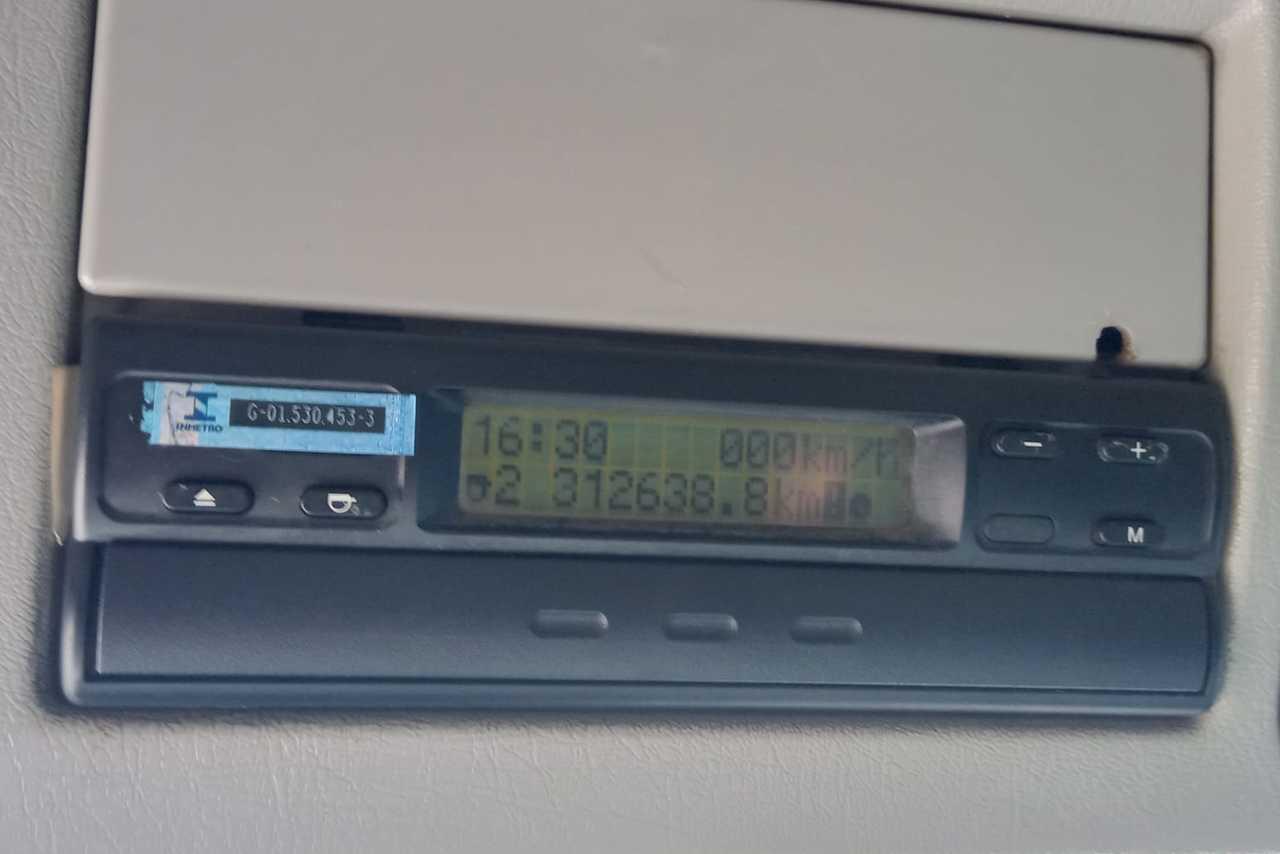 INMETRO
G-01.530.453-3
16:30 000km/h
2 312638.8km
- +
M